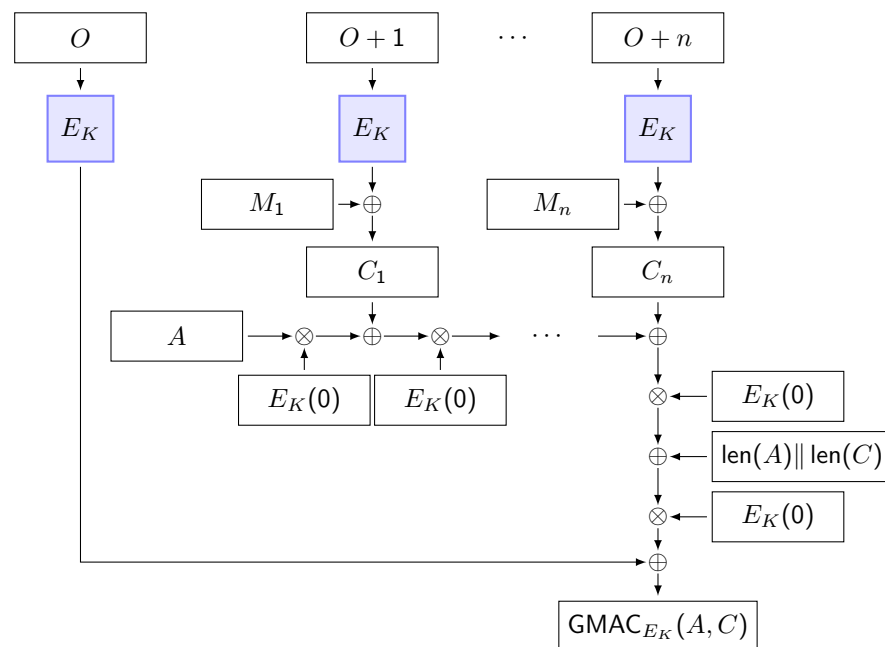 O O + 1 ··· O + n
E_K E_K E_K
M_1 ⊕ M_n ⊕
C_1 C_n
A ⊗ ⊕ ⊗ ··· ⊕
E_K(0) E_K(0)
⊗ E_K(0)
⊕ len(A)‖ len(C)
⊗ E_K(0)
⊕
GMAC_{E_K}(A, C)